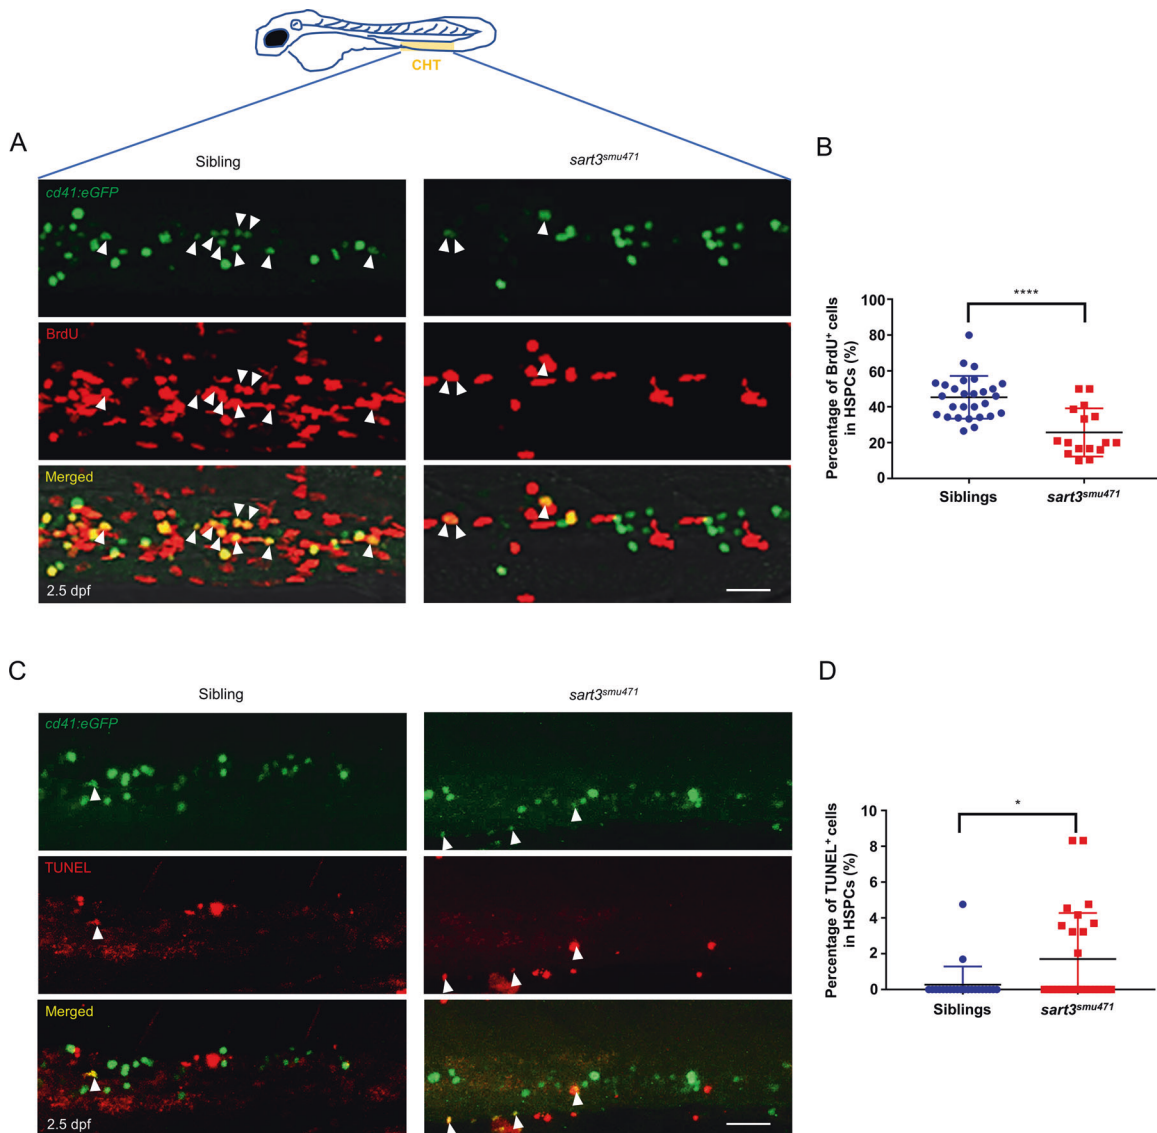 CHT
A
Sibling
sart3smu471
cd41:eGFP
BrdU
Merged
2.5 dpf
B
Percentage of BrdU+ cells
in HSPCs (%)
100
80
60
40
20
0
****
Siblings
sart3smu471
C
Sibling
sart3smu471
cd41:eGFP
TUNEL
Merged
2.5 dpf
D
Percentage of TUNEL+ cells
in HSPCs (%)
10
8
6
4
2
0
*
Siblings
sart3smu471